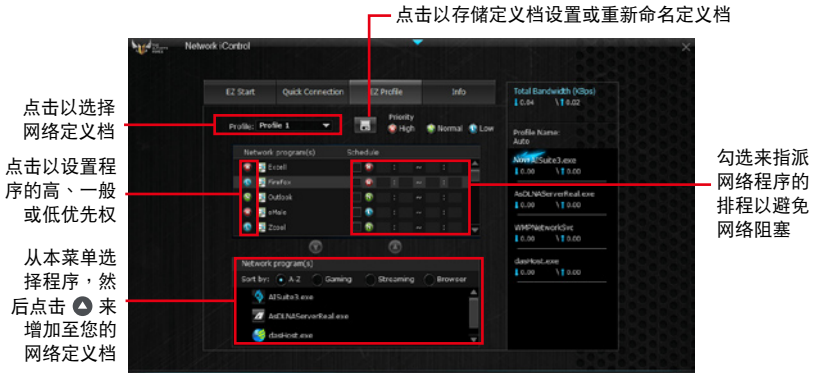 点击以存储定义档设置或重新命名定义档
Network iControl
EZ Start Quick Connection EZ Profile Info
点击以选择
网络定义档
Profile: Profile 1
Priority
High Normal Low
点击以设置程
序的高、一般
或低优先权
Network program(s) Schedule
Excell
FireFox
Outlook
eMule
Zcool
: ~ :
: ~ :
: ~ :
: ~ :
: ~ :
勾选来指派
网络程序的
排程以避免
网络阻塞
从本菜单选
择程序,然
后点击 来
增加至您的
网络定义档
Network program(s)
Sort by: A-Z Gaming Streaming Browser
AISuite3.exe
AsDLNAServerReal.exe
dasHost.exe
Total Bandwidth (KBps)
0.04 \ 0.02
Profile Name:
Auto
AISuite3.exe
0.00 \ 0.00
AsDLNAServerReal.exe
0.00 \ 0.00
WMPNetworkSvc
0.00 \ 0.00
dasHost.exe
0.00 \ 0.00